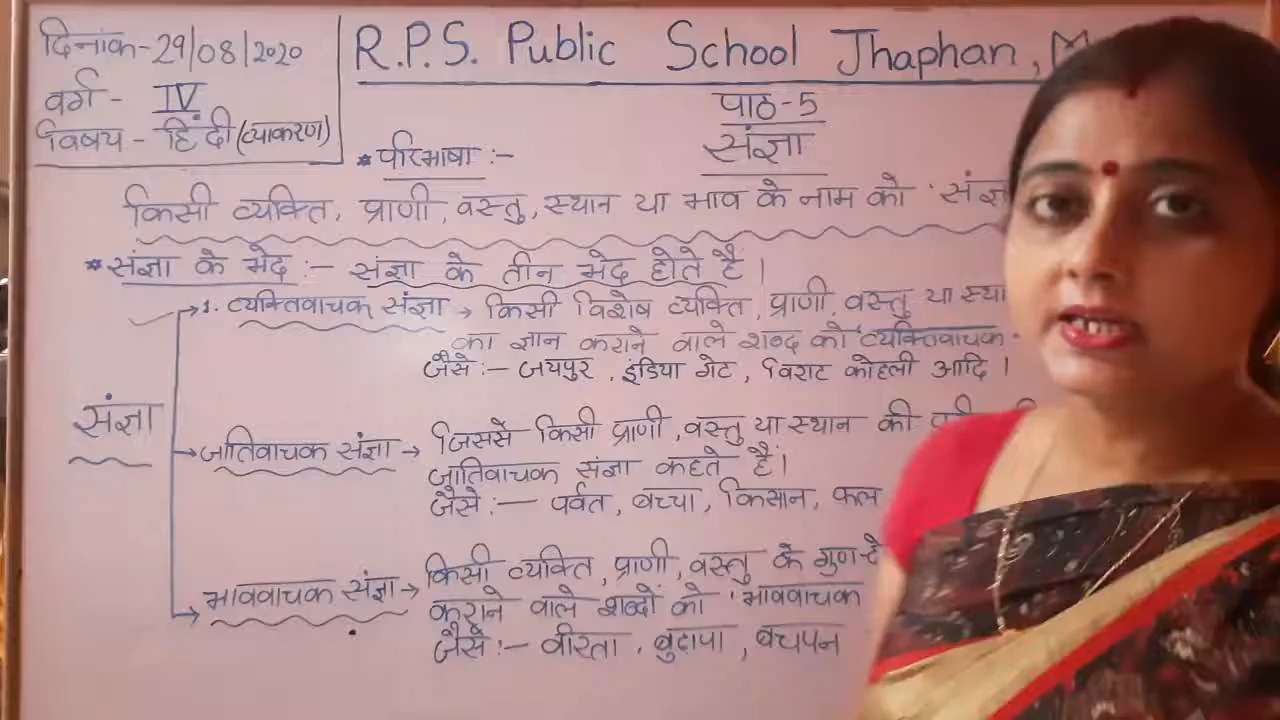 दिनांक-29/08/2020
वर्ग - IV
विषय - हिंदी(व्याकरण)
R.P.S. Public School Jhaphan,
पाठ-5
संज्ञा
* परिभाषा :-
किसी व्यक्ति, प्राणी, वस्तु, स्थान या भाव के नाम को
* संज्ञा के भेद :- संज्ञा के तीन भेद होते है।
संज्ञा
1. व्यक्तिवाचक संज्ञा → किसी विशेष व्यक्ति, प्राणी, वस्तु या
का ज्ञान कराने वाले शब्द को 'व्यक्तिवाचक
जैसे :- जयपुर, इंडिया गेट, विराट कोहली आदि।
जातिवाचक संज्ञा → जिससे किसी प्राणी, वस्तु या स्थान की
जातिवाचक संज्ञा कहते है।
जैसे :- पर्वत, बच्चा, किसान, फल
भाववाचक संज्ञा → किसी व्यक्ति, प्राणी, वस्तु के गुण
कराने वाले शब्दों को 'भाववाचक
जैसे :- वीरता, बुढ़ापा, बचपन